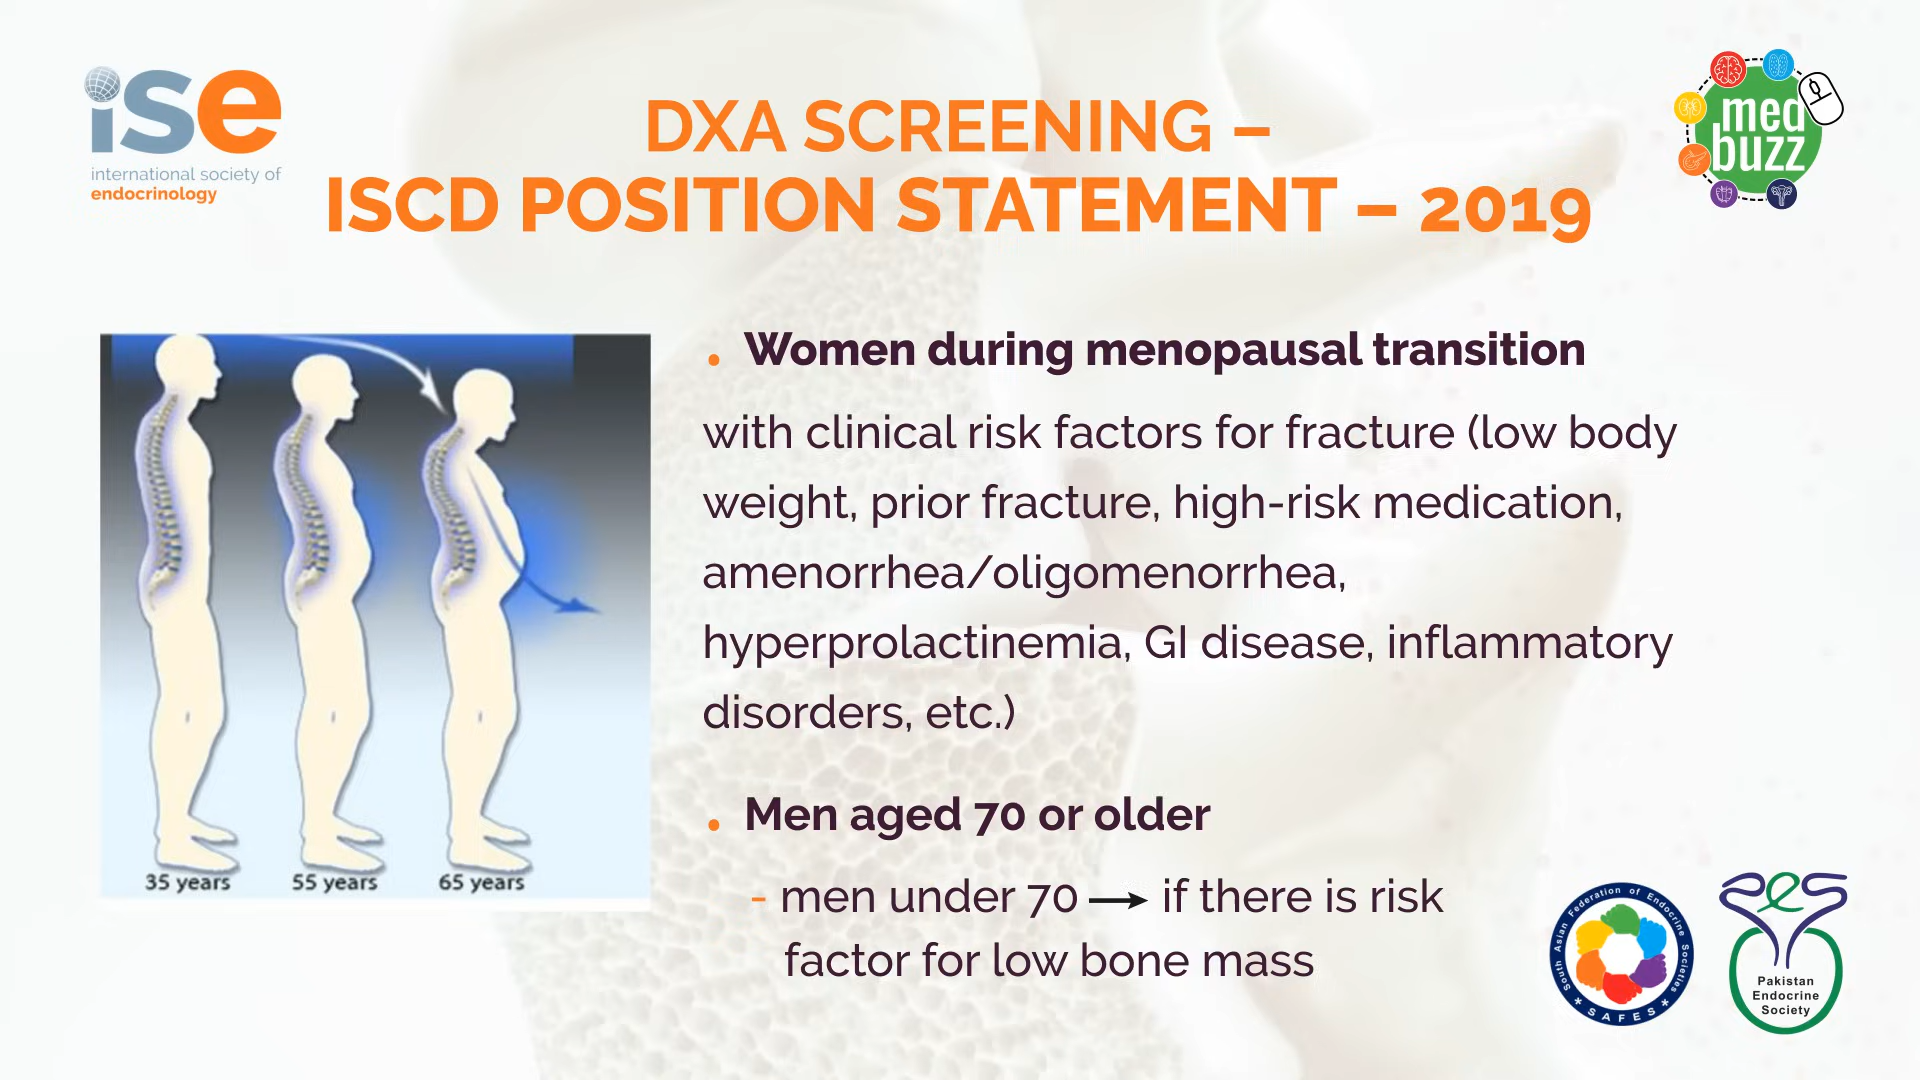 ise
international society of
endocrinology
DXA SCREENING –
ISCD POSITION STATEMENT – 2019
med
buzz
. Women during menopausal transition
with clinical risk factors for fracture (low body
weight, prior fracture, high-risk medication,
amenorrhea/oligomenorrhea,
hyperprolactinemia, GI disease, inflammatory
disorders, etc.)
. Men aged 70 or older
- men under 70 → if there is risk
factor for low bone mass
35 years 55 years 65 years
South Asian Federation of Endocrine Societies
* SAFES *
PES
Pakistan
Endocrine
Society